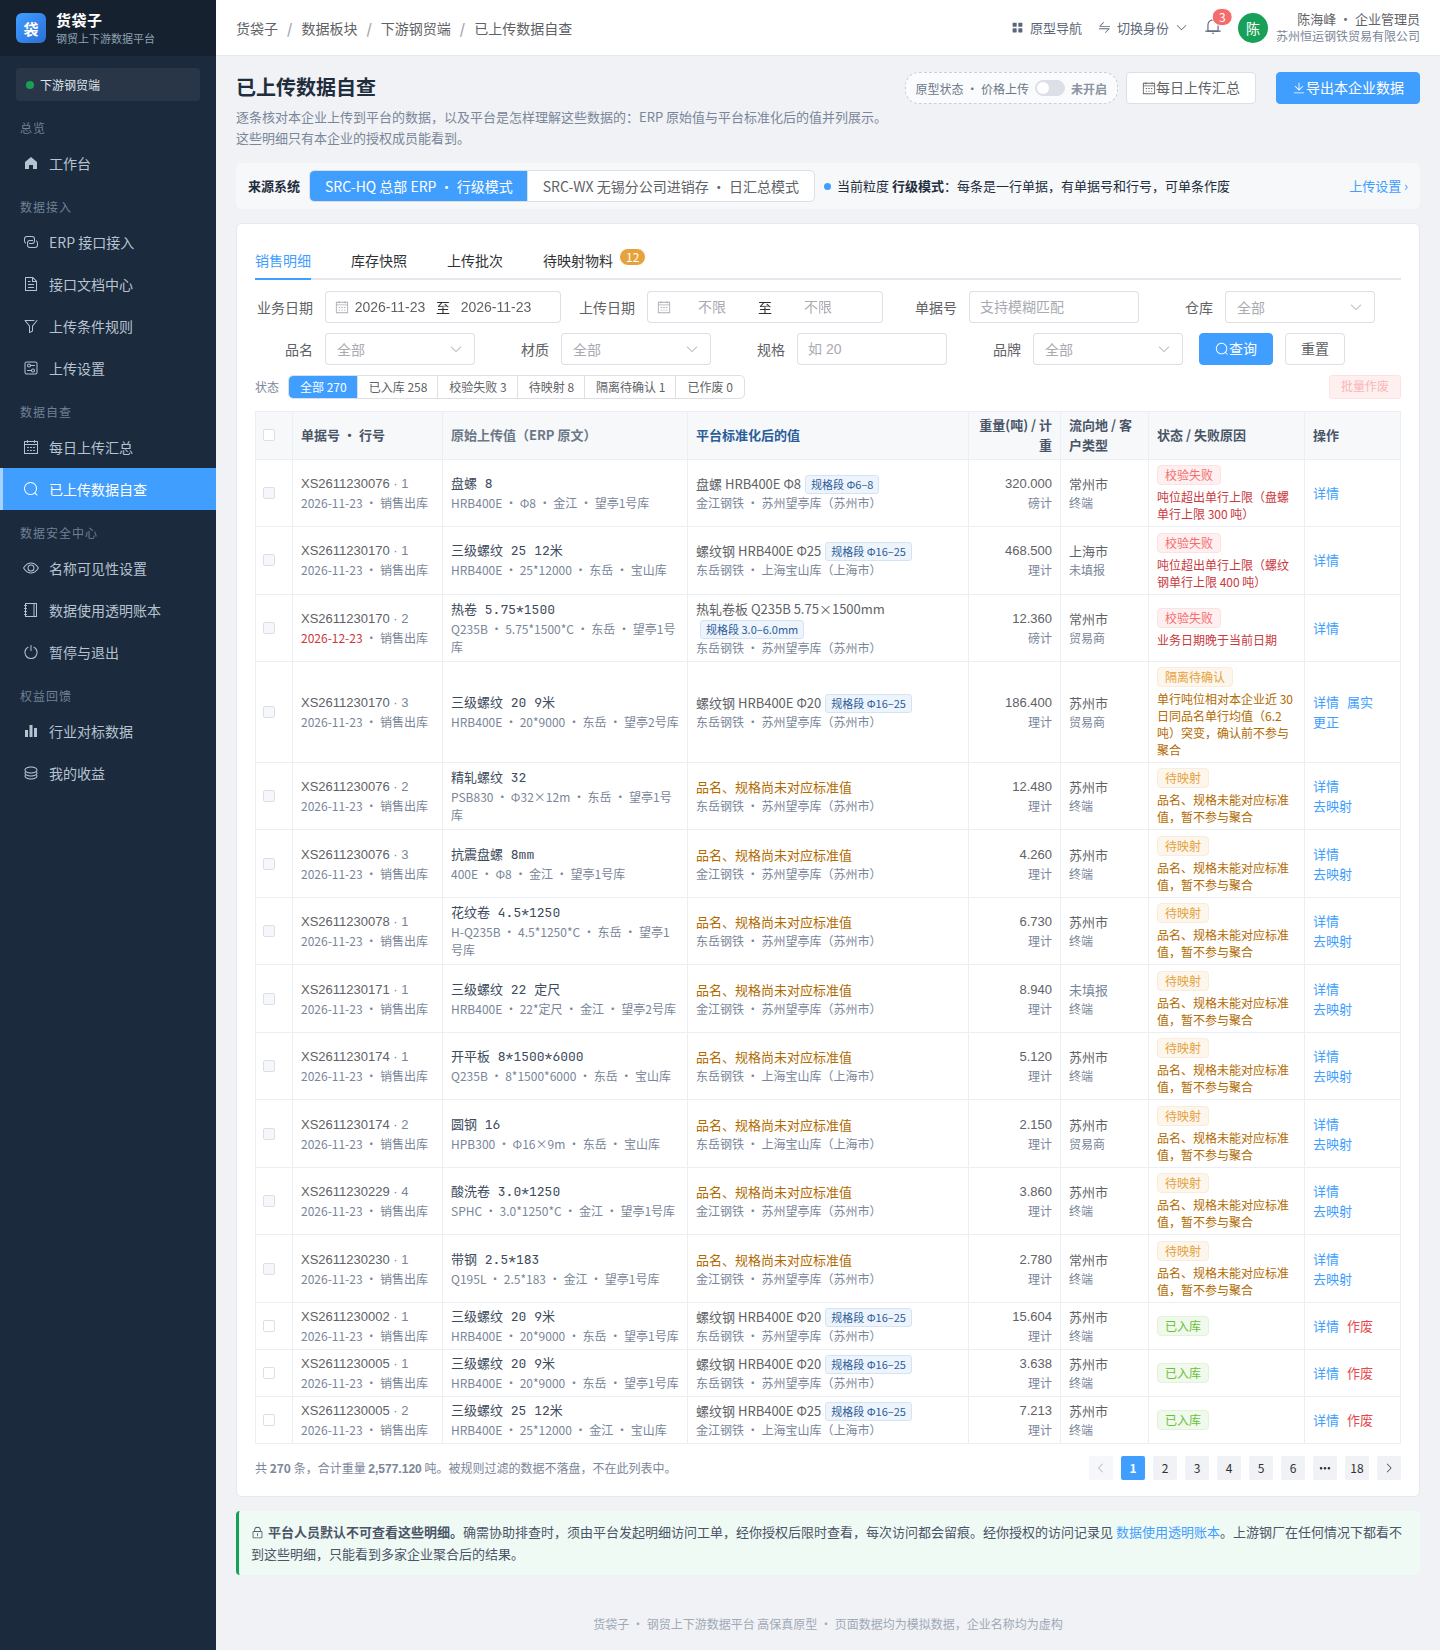 袋
货袋子
钢贸上下游数据平台
下游钢贸端
总览
工作台
数据接入
ERP 接口接入
接口文档中心
上传条件规则
上传设置
数据自查
每日上传汇总
已上传数据自查
数据安全中心
名称可见性设置
数据使用透明账本
暂停与退出
权益回馈
行业对标数据
我的收益
货袋子 / 数据板块 / 下游钢贸端 / 已上传数据自查
原型导航 切换身份 3 陈 陈海峰 · 企业管理员
苏州恒运钢铁贸易有限公司
已上传数据自查
原型状态 · 价格上传 未开启 每日上传汇总 导出本企业数据
逐条核对本企业上传到平台的数据，以及平台是怎样理解这些数据的：ERP 原始值与平台标准化后的值并列展示。
这些明细只有本企业的授权成员能看到。
来源系统 SRC-HQ 总部 ERP · 行级模式 SRC-WX 无锡分公司进销存 · 日汇总模式 当前粒度 行级模式：每条是一行单据，有单据号和行号，可单条作废 上传设置 ›
销售明细 库存快照 上传批次 待映射物料 12
业务日期 2026-11-23 至 2026-11-23 上传日期 不限 至 不限 单据号 支持模糊匹配 仓库 全部
品名 全部 材质 全部 规格 如 20 品牌 全部 查询 重置
状态 全部 270 已入库 258 校验失败 3 待映射 8 隔离待确认 1 已作废 0 批量作废
单据号 · 行号 原始上传值（ERP 原文） 平台标准化后的值 重量(吨) / 计重 流向地 / 客户类型 状态 / 失败原因 操作
XS2611230076 · 1 盘螺 8 盘螺 HRB400E Φ8 规格段 Φ6–8 320.000 常州市 校验失败 详情
2026-11-23 · 销售出库 HRB400E · Φ8 · 金江 · 望亭1号库 金江钢铁 · 苏州望亭库（苏州市） 磅计 终端 吨位超出单行上限（盘螺单行上限 300 吨）
XS2611230170 · 1 三级螺纹 25 12米 螺纹钢 HRB400E Φ25 规格段 Φ16–25 468.500 上海市 校验失败 详情
2026-11-23 · 销售出库 HRB400E · 25*12000 · 东岳 · 宝山库 东岳钢铁 · 上海宝山库（上海市） 理计 未填报 吨位超出单行上限（螺纹钢单行上限 400 吨）
XS2611230170 · 2 热卷 5.75*1500 热轧卷板 Q235B 5.75×1500mm 规格段 3.0–6.0mm 12.360 常州市 校验失败 详情
2026-12-23 · 销售出库 Q235B · 5.75*1500*C · 东岳 · 望亭1号库 东岳钢铁 · 苏州望亭库（苏州市） 磅计 贸易商 业务日期晚于当前日期
XS2611230170 · 3 三级螺纹 20 9米 螺纹钢 HRB400E Φ20 规格段 Φ16–25 186.400 苏州市 隔离待确认 详情 属实 更正
2026-11-23 · 销售出库 HRB400E · 20*9000 · 东岳 · 望亭2号库 东岳钢铁 · 苏州望亭库（苏州市） 理计 贸易商 单行吨位相对本企业近 30 日同品名单行均值（6.2 吨）突变，确认前不参与聚合
XS2611230076 · 2 精轧螺纹 32 品名、规格尚未对应标准值 12.480 苏州市 待映射 详情
2026-11-23 · 销售出库 PSB830 · Φ32×12m · 东岳 · 望亭1号库 东岳钢铁 · 苏州望亭库（苏州市） 理计 终端 品名、规格未能对应标准值，暂不参与聚合 去映射
XS2611230076 · 3 抗震盘螺 8mm 品名、规格尚未对应标准值 4.260 苏州市 待映射 详情
2026-11-23 · 销售出库 400E · Φ8 · 金江 · 望亭1号库 金江钢铁 · 苏州望亭库（苏州市） 理计 终端 品名、规格未能对应标准值，暂不参与聚合 去映射
XS2611230078 · 1 花纹卷 4.5*1250 品名、规格尚未对应标准值 6.730 苏州市 待映射 详情
2026-11-23 · 销售出库 H-Q235B · 4.5*1250*C · 东岳 · 望亭1号库 东岳钢铁 · 苏州望亭库（苏州市） 理计 终端 品名、规格未能对应标准值，暂不参与聚合 去映射
XS2611230171 · 1 三级螺纹 22 定尺 品名、规格尚未对应标准值 8.940 未填报 待映射 详情
2026-11-23 · 销售出库 HRB400E · 22*定尺 · 金江 · 望亭2号库 金江钢铁 · 苏州望亭库（苏州市） 理计 终端 品名、规格未能对应标准值，暂不参与聚合 去映射
XS2611230174 · 1 开平板 8*1500*6000 品名、规格尚未对应标准值 5.120 苏州市 待映射 详情
2026-11-23 · 销售出库 Q235B · 8*1500*6000 · 东岳 · 宝山库 东岳钢铁 · 上海宝山库（上海市） 理计 终端 品名、规格未能对应标准值，暂不参与聚合 去映射
XS2611230174 · 2 圆钢 16 品名、规格尚未对应标准值 2.150 苏州市 待映射 详情
2026-11-23 · 销售出库 HPB300 · Φ16×9m · 东岳 · 宝山库 东岳钢铁 · 上海宝山库（上海市） 理计 贸易商 品名、规格未能对应标准值，暂不参与聚合 去映射
XS2611230229 · 4 酸洗卷 3.0*1250 品名、规格尚未对应标准值 3.860 苏州市 待映射 详情
2026-11-23 · 销售出库 SPHC · 3.0*1250*C · 金江 · 望亭1号库 金江钢铁 · 苏州望亭库（苏州市） 理计 终端 品名、规格未能对应标准值，暂不参与聚合 去映射
XS2611230230 · 1 带钢 2.5*183 品名、规格尚未对应标准值 2.780 常州市 待映射 详情
2026-11-23 · 销售出库 Q195L · 2.5*183 · 金江 · 望亭1号库 金江钢铁 · 苏州望亭库（苏州市） 理计 终端 品名、规格未能对应标准值，暂不参与聚合 去映射
XS2611230002 · 1 三级螺纹 20 9米 螺纹钢 HRB400E Φ20 规格段 Φ16–25 15.604 苏州市 已入库 详情 作废
2026-11-23 · 销售出库 HRB400E · 20*9000 · 东岳 · 望亭1号库 东岳钢铁 · 苏州望亭库（苏州市） 理计 终端
XS2611230005 · 1 三级螺纹 20 9米 螺纹钢 HRB400E Φ20 规格段 Φ16–25 3.638 苏州市 已入库 详情 作废
2026-11-23 · 销售出库 HRB400E · 20*9000 · 东岳 · 望亭1号库 东岳钢铁 · 苏州望亭库（苏州市） 理计 终端
XS2611230005 · 2 三级螺纹 25 12米 螺纹钢 HRB400E Φ25 规格段 Φ16–25 7.213 苏州市 已入库 详情 作废
2026-11-23 · 销售出库 HRB400E · 25*12000 · 金江 · 宝山库 金江钢铁 · 上海宝山库（上海市） 理计 终端
共 270 条，合计重量 2,577.120 吨。被规则过滤的数据不落盘，不在此列表中。 1 2 3 4 5 6 ••• 18
平台人员默认不可查看这些明细。确需协助排查时，须由平台发起明细访问工单，经你授权后限时查看，每次访问都会留痕。经你授权的访问记录见 数据使用透明账本。上游钢厂在任何情况下都看不
到这些明细，只能看到多家企业聚合后的结果。
货袋子 · 钢贸上下游数据平台 高保真原型 · 页面数据均为模拟数据，企业名称均为虚构